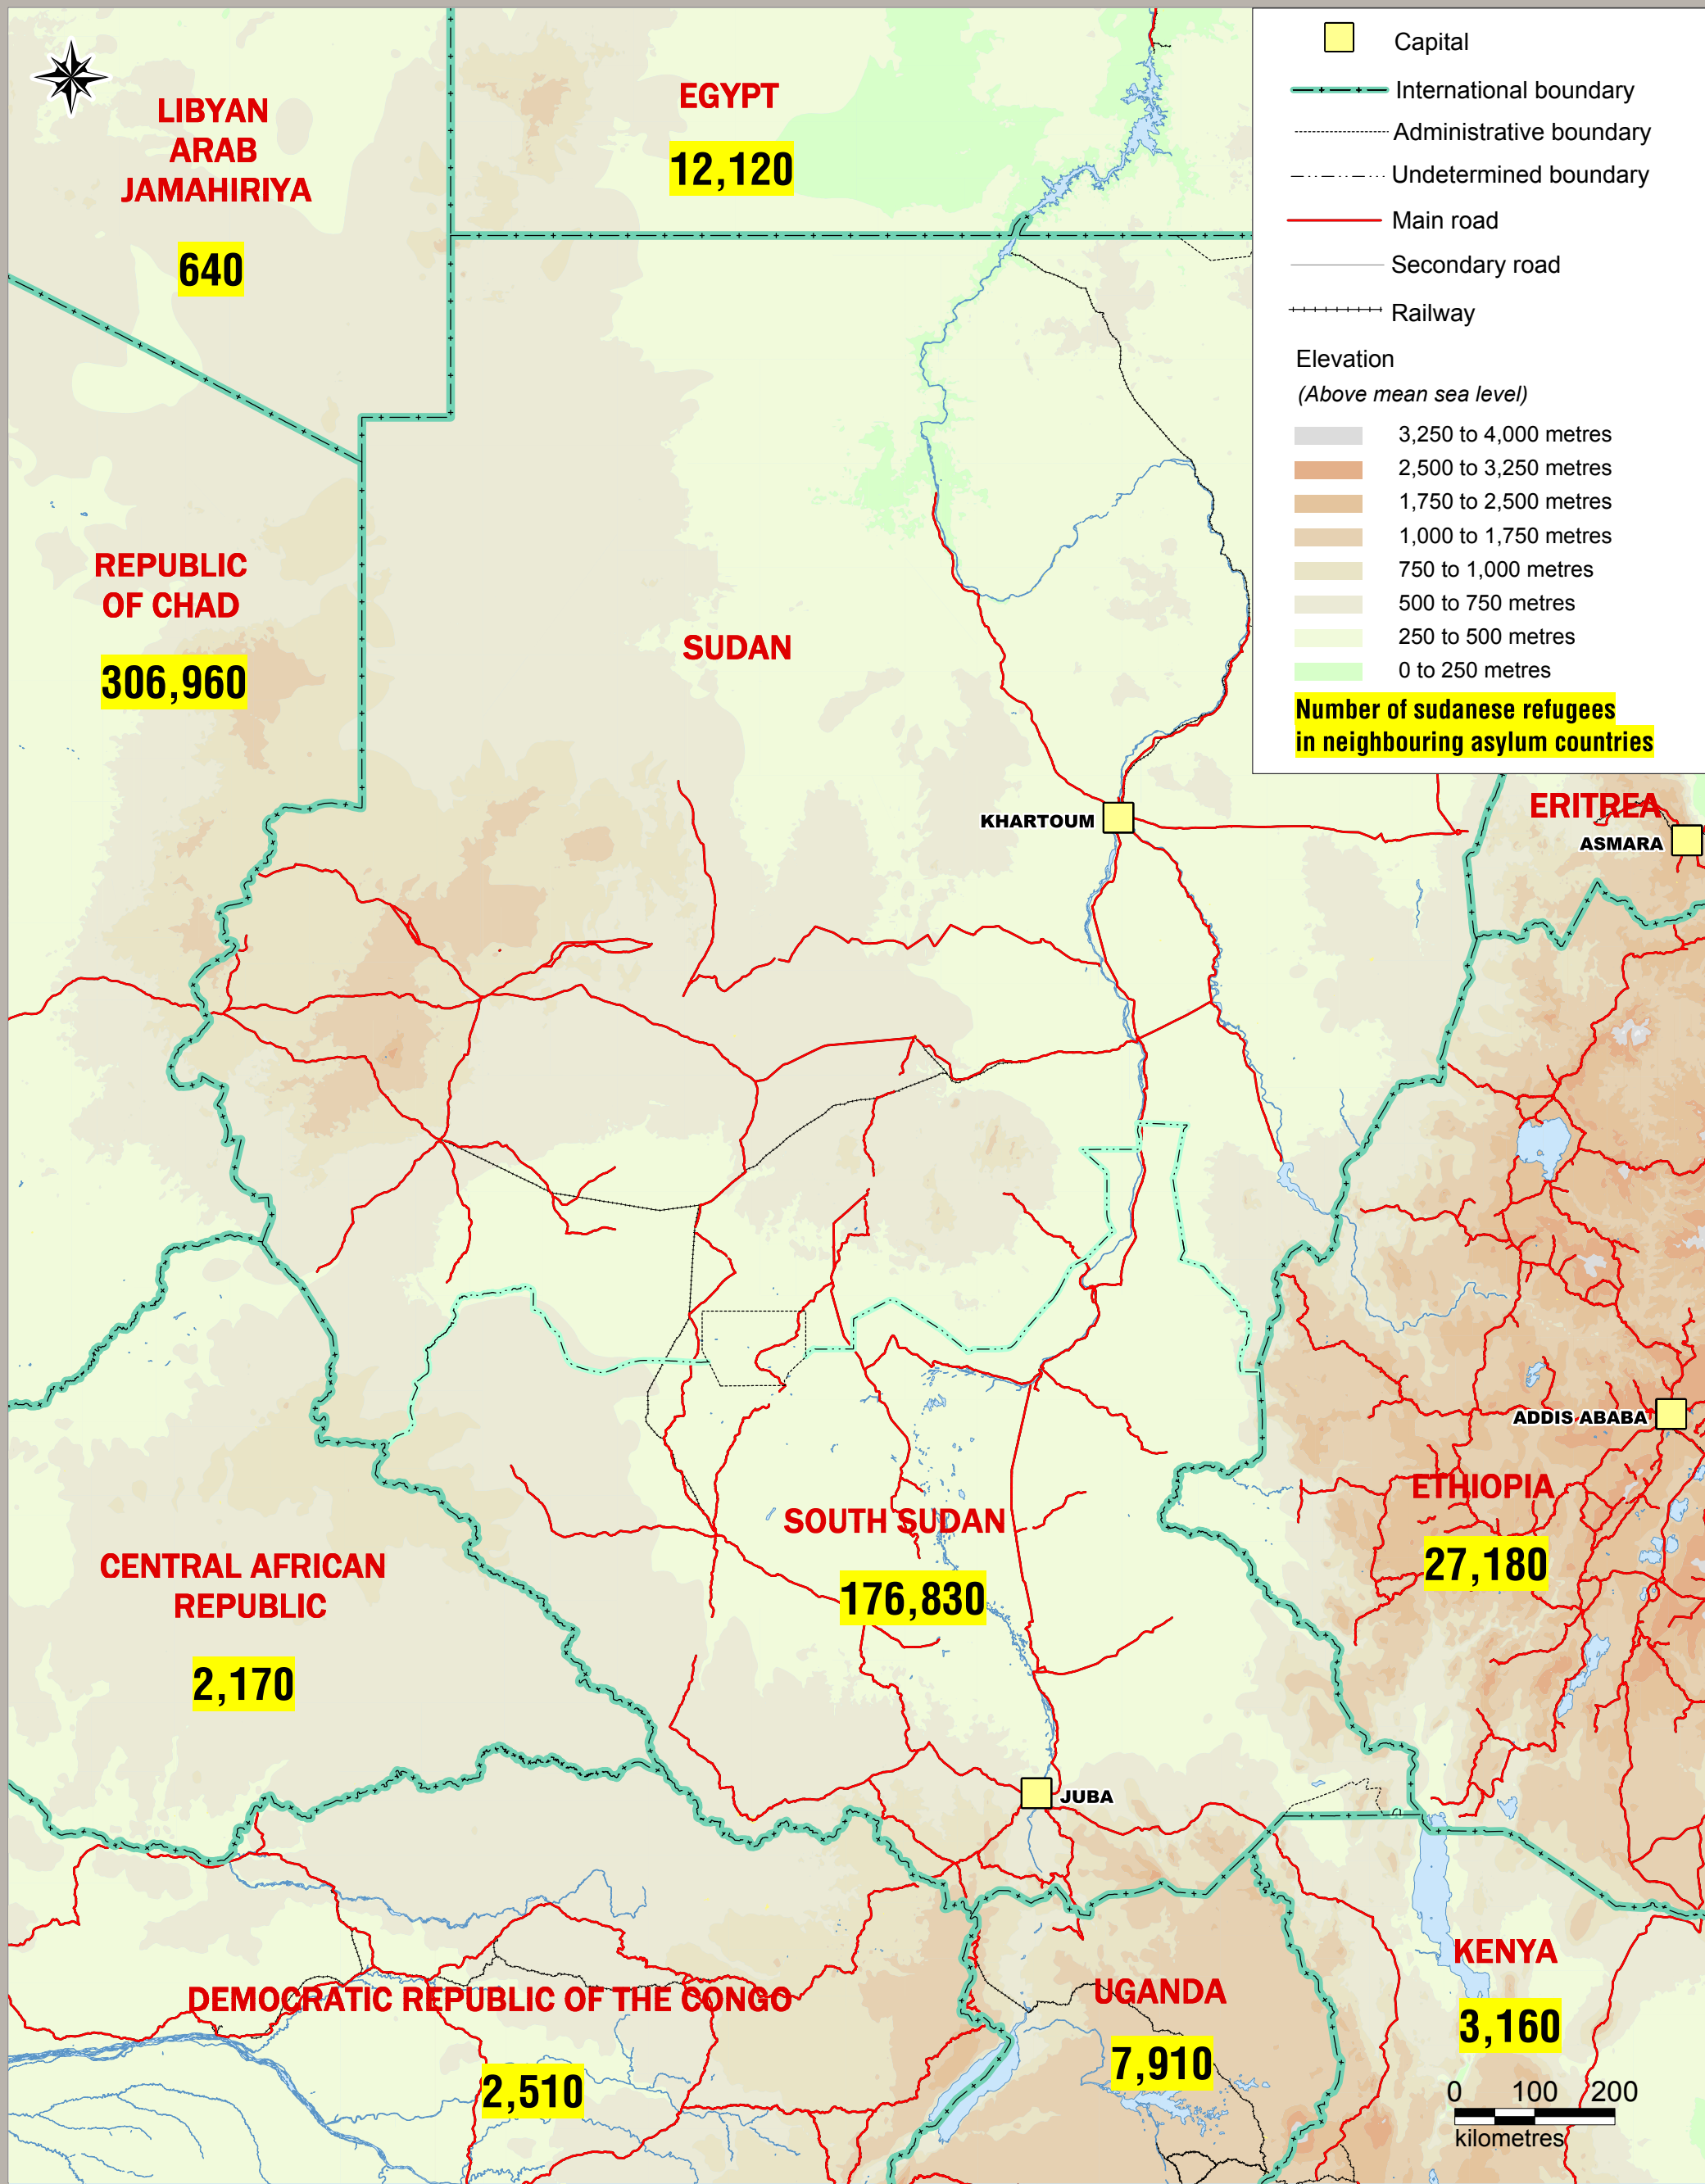 Capital
International boundary
Administrative boundary
Undetermined boundary
Main road
Secondary road
Railway
Elevation
(Above mean sea level)
3,250 to 4,000 metres
2,500 to 3,250 metres
1,750 to 2,500 metres
1,000 to 1,750 metres
750 to 1,000 metres
500 to 750 metres
250 to 500 metres
0 to 250 metres
Number of sudanese refugees
in neighbouring asylum countries
LIBYAN
ARAB
JAMAHIRIYA
640
EGYPT
12,120
REPUBLIC
OF CHAD
306,960
SUDAN
KHARTOUM
ERITREA
ASMARA
ADDIS ABABA
ETHIOPIA
27,180
SOUTH SUDAN
176,830
CENTRAL AFRICAN
REPUBLIC
2,170
JUBA
DEMOCRATIC REPUBLIC OF THE CONGO
2,510
UGANDA
7,910
KENYA
3,160
0 100 200
kilometres